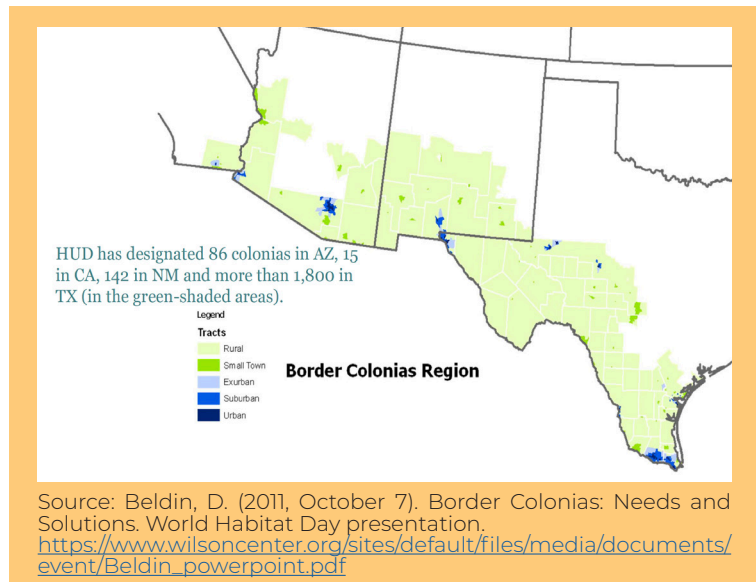 HUD has designated 86 colonias in AZ, 15
in CA, 142 in NM and more than 1,800 in
TX (in the green-shaded areas).
Legend
Tracts
Rural
Small Town
Exurban
Suburban
Urban
Border Colonias Region
Source: Beldin, D. (2011, October 7). Border Colonias: Needs and
Solutions. World Habitat Day presentation.
https://www.wilsoncenter.org/sites/default/files/media/documents/
event/Beldin_powerpoint.pdf